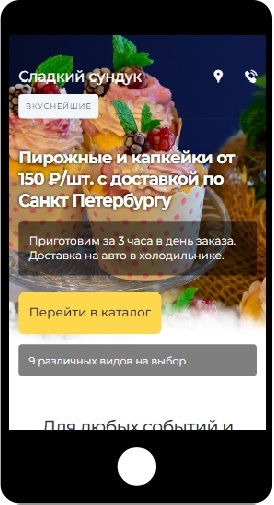 Сладкий сундук
ВКУСНЕЙШИЕ
Пирожные и капкейки от
150 ₽/шт. с доставкой по
Санкт Петербургу
Приготовим за 3 часа в день заказа.
Доставка на авто в холодильнике.
Перейти в каталог
9 различных видов на выбор
Для любых событий и